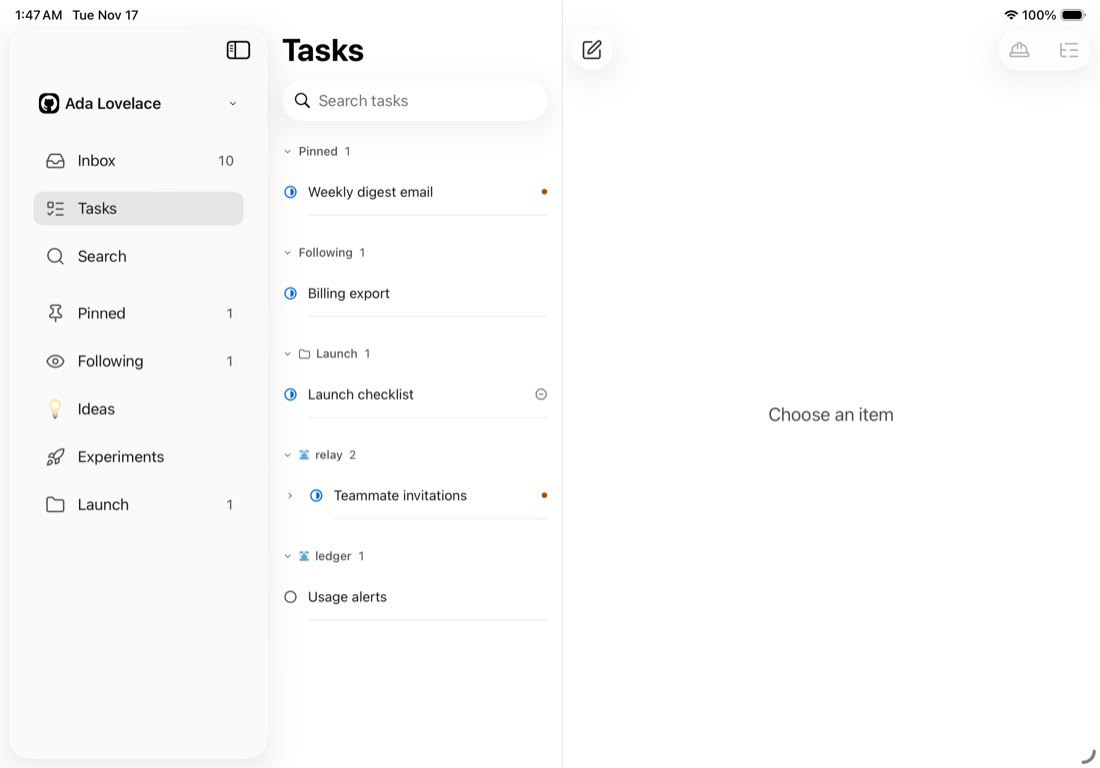 1:47 AM Tue Nov 17
100%
Ada Lovelace
Inbox 10
Tasks
Search
Pinned 1
Following 1
Ideas
Experiments
Launch 1
Tasks
Search tasks
Pinned 1
Weekly digest email
Following 1
Billing export
Launch 1
Launch checklist
relay 2
Teammate invitations
ledger 1
Usage alerts
Choose an item